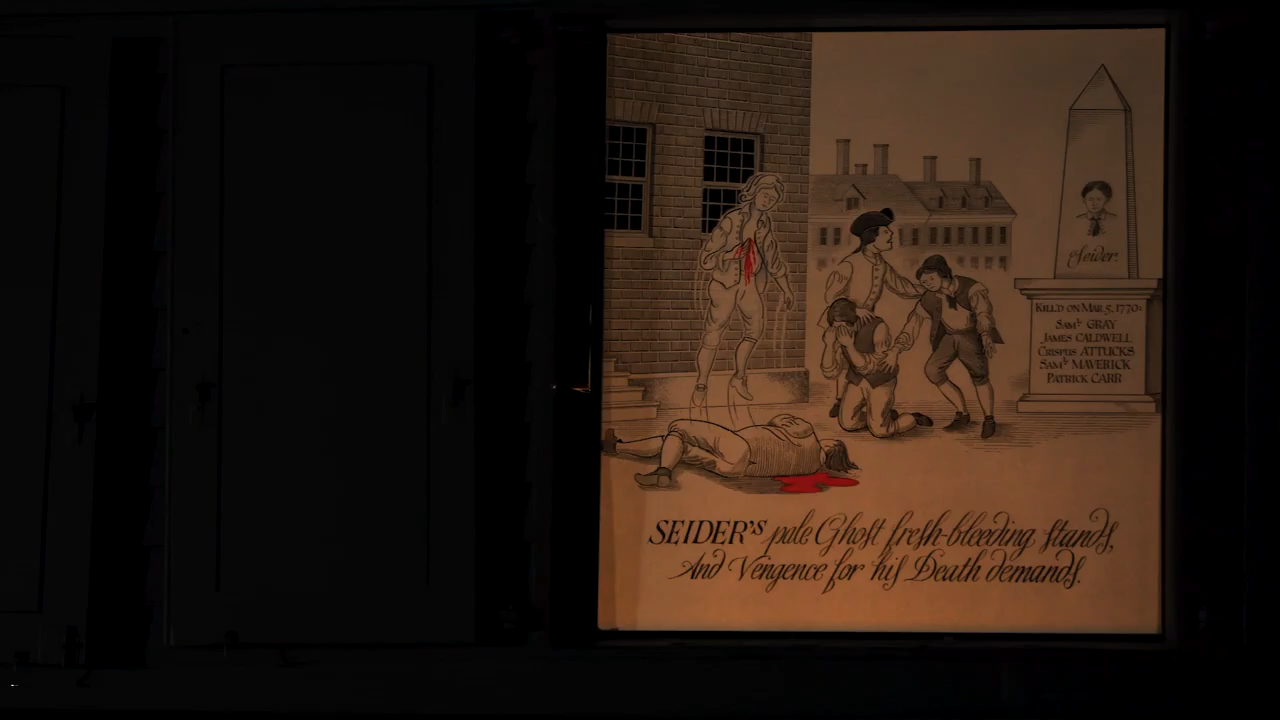 Seider.
KILL'D ON MAR. 5, 1770:
SAMˡ GRAY
JAMES CALDWELL
CRISPUS ATTUCKS
SAMˡ MAVERICK
PATRICK CARR
SEIDER'S pale Ghost fresh-bleeding stands,
And Vengence for his Death demands.